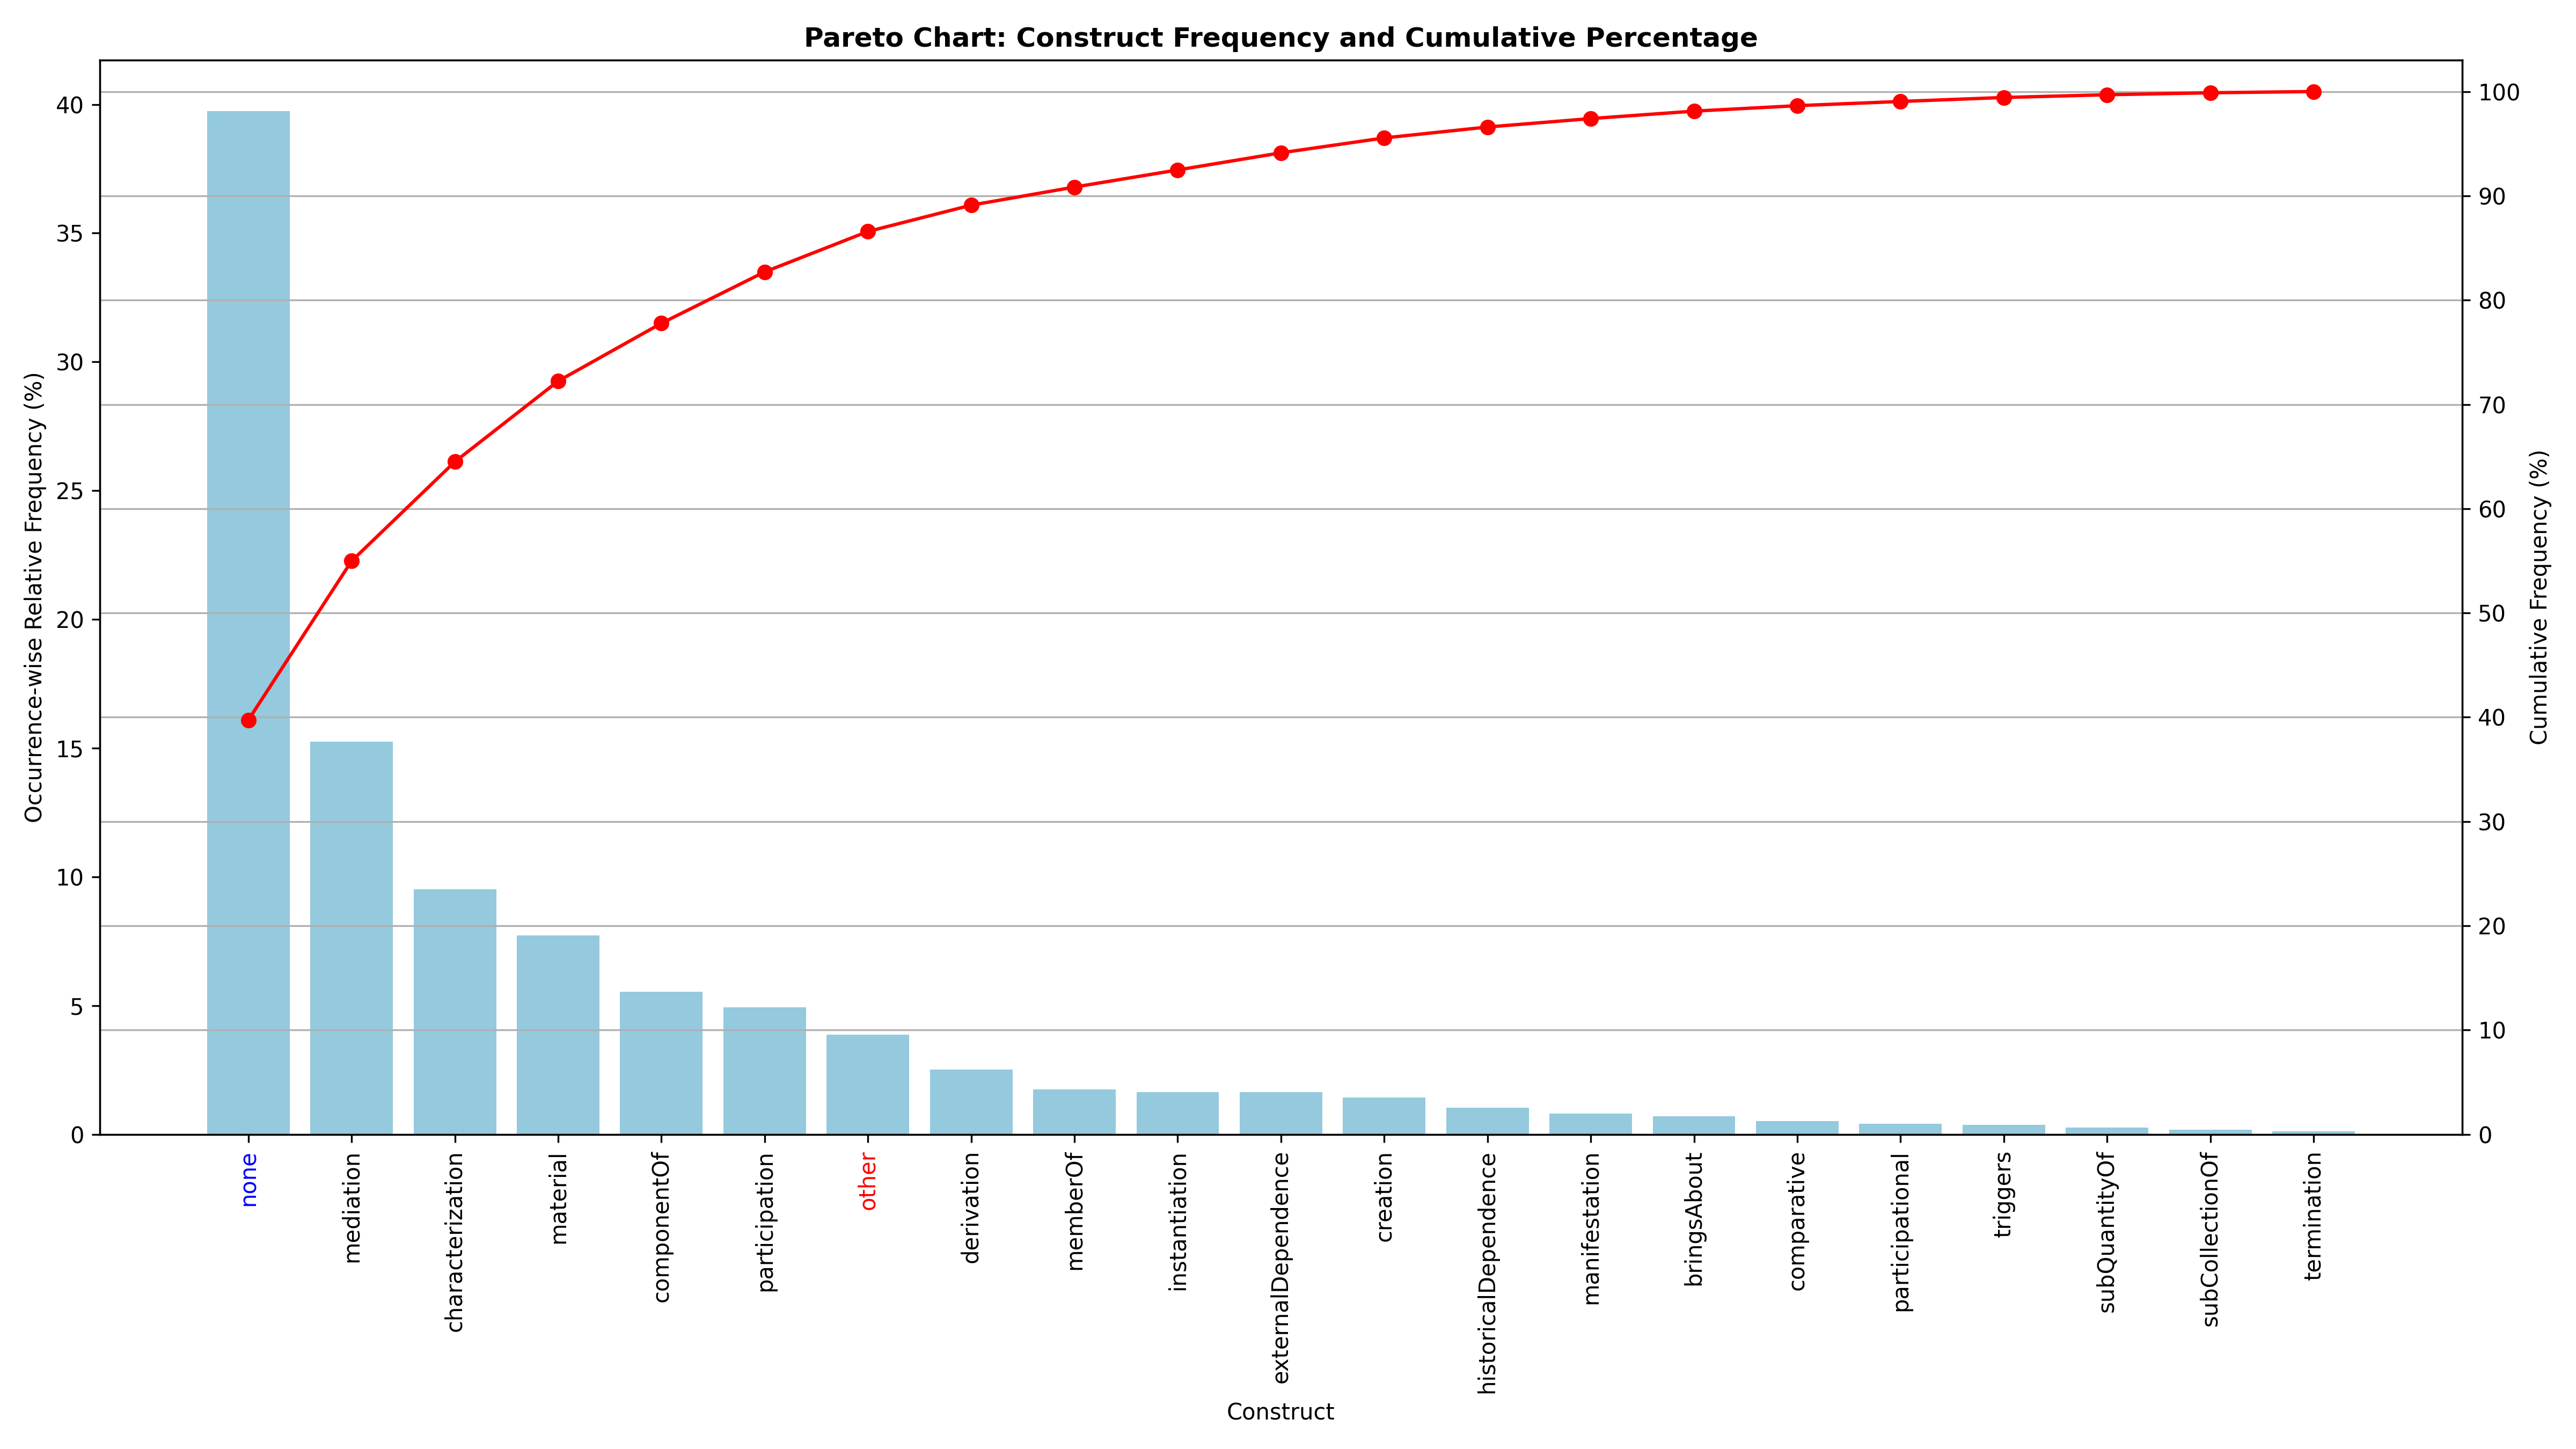 Pareto Chart: Construct Frequency and Cumulative Percentage
Occurrence-wise Relative Frequency (%)
40
35
30
25
20
15
10
5
0
Cumulative Frequency (%)
100
90
80
70
60
50
40
30
20
10
0
none
mediation
characterization
material
componentOf
participation
other
derivation
memberOf
instantiation
externalDependence
creation
historicalDependence
manifestation
bringsAbout
comparative
participational
triggers
subQuantityOf
subCollectionOf
termination
Construct